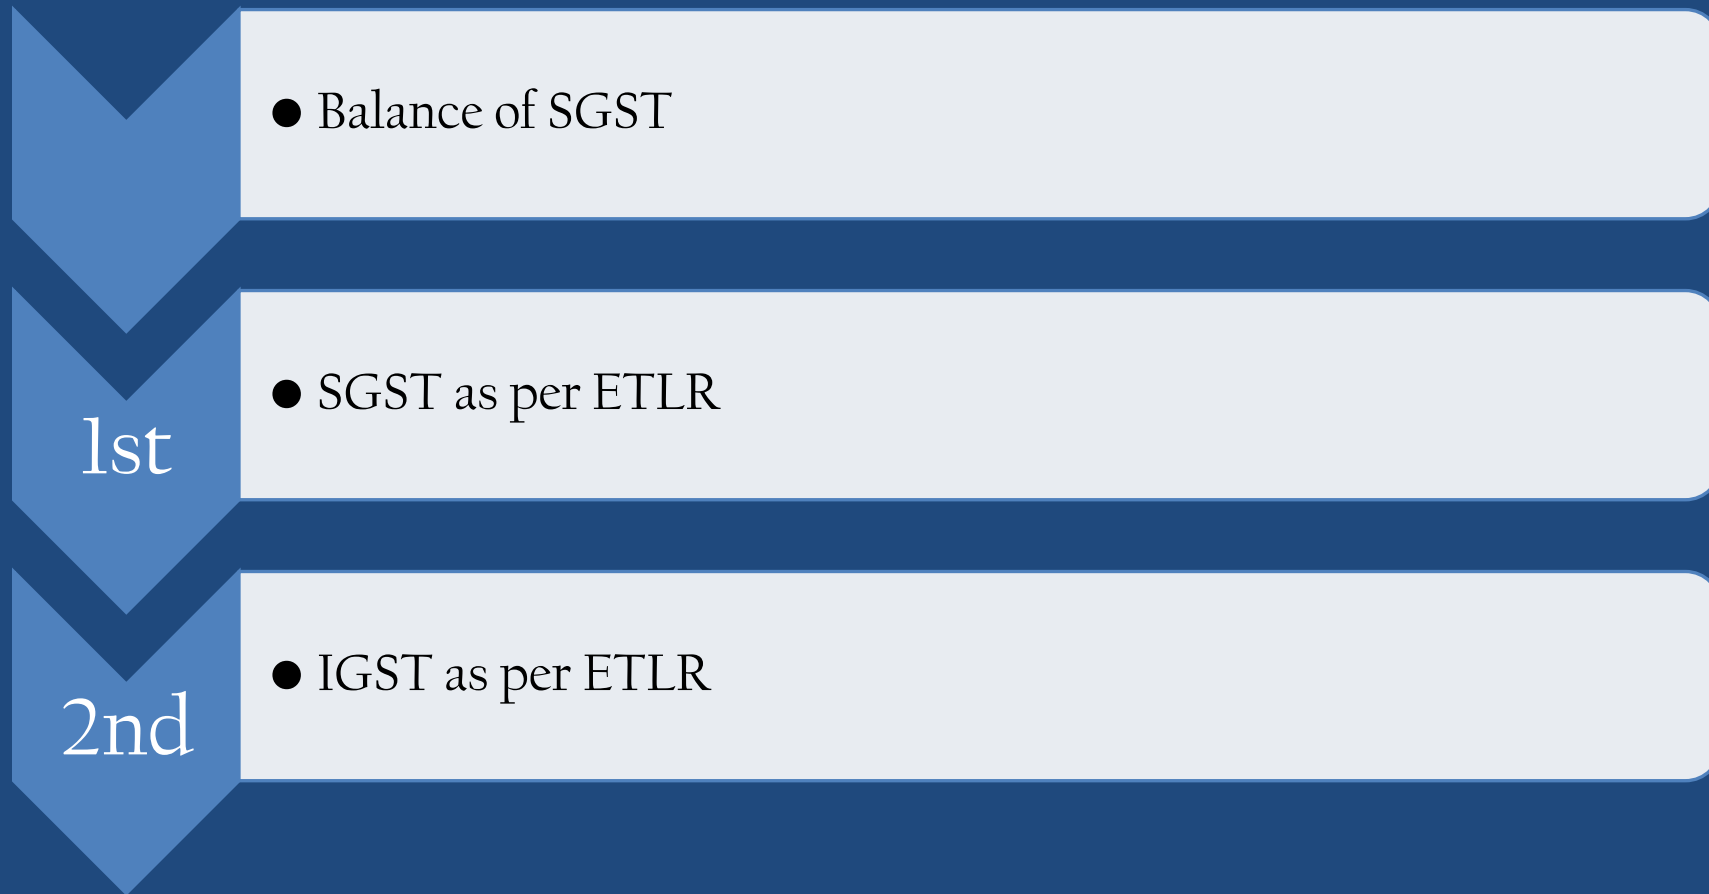 ● Balance of SGST
1st
● SGST as per ETLR
2nd
● IGST as per ETLR